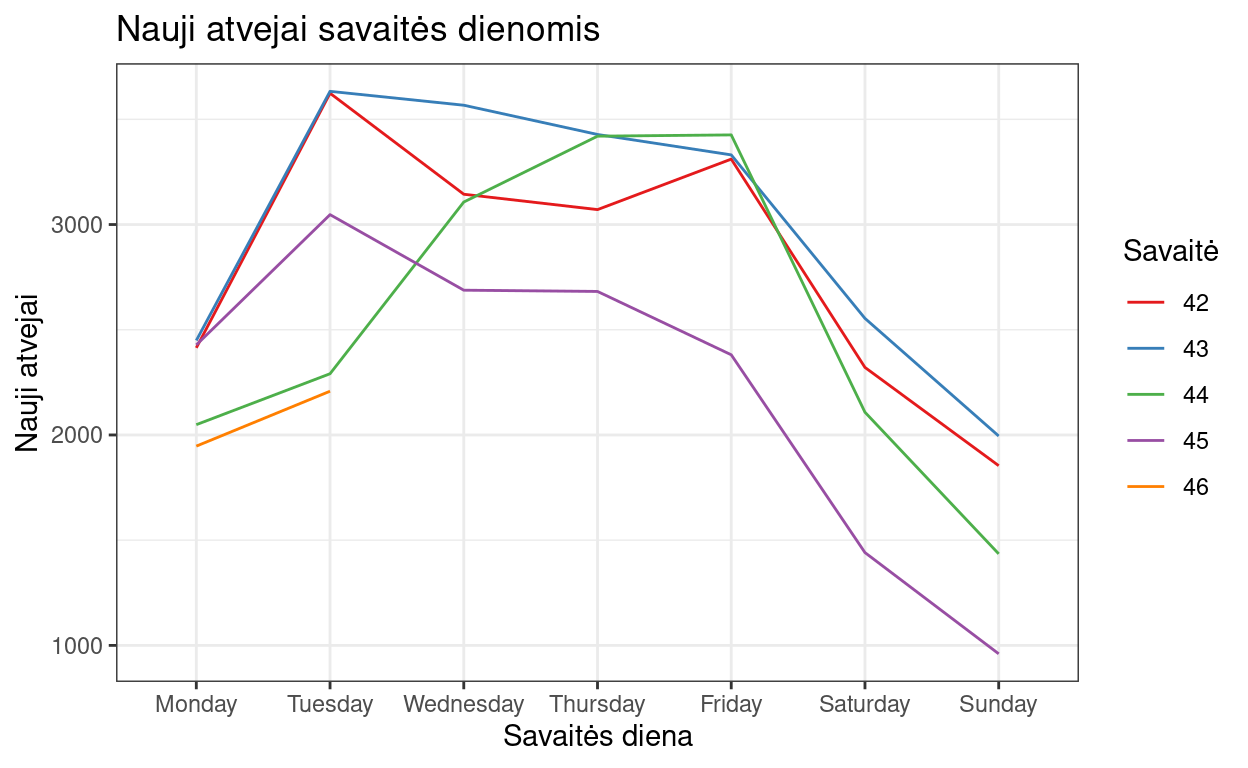 Nauji atvejai savaitės dienomis
Nauji atvejai
3000
2000
1000
Monday Tuesday Wednesday Thursday Friday Saturday Sunday
Savaitės diena
Savaitė
42
43
44
45
46